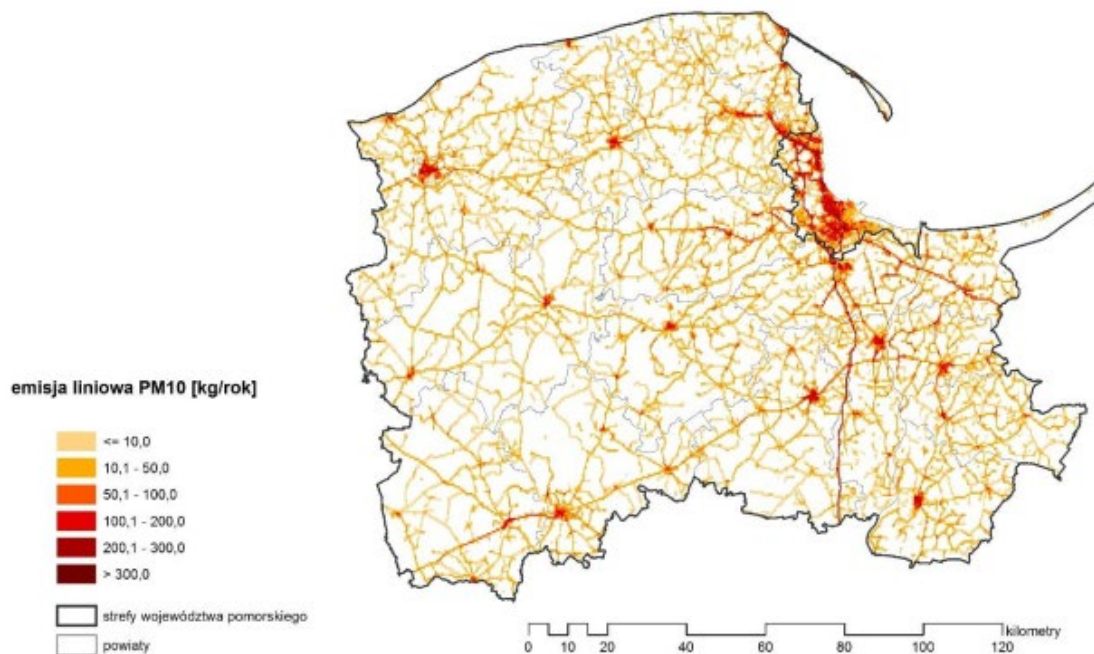 emisja liniowa PM10 [kg/rok]
<= 10,0
10,1 - 50,0
50,1 - 100,0
100,1 - 200,0
200,1 - 300,0
> 300,0
strefy województwa pomorskiego
powiaty
kilometry
0 10 20 40 60 80 100 120